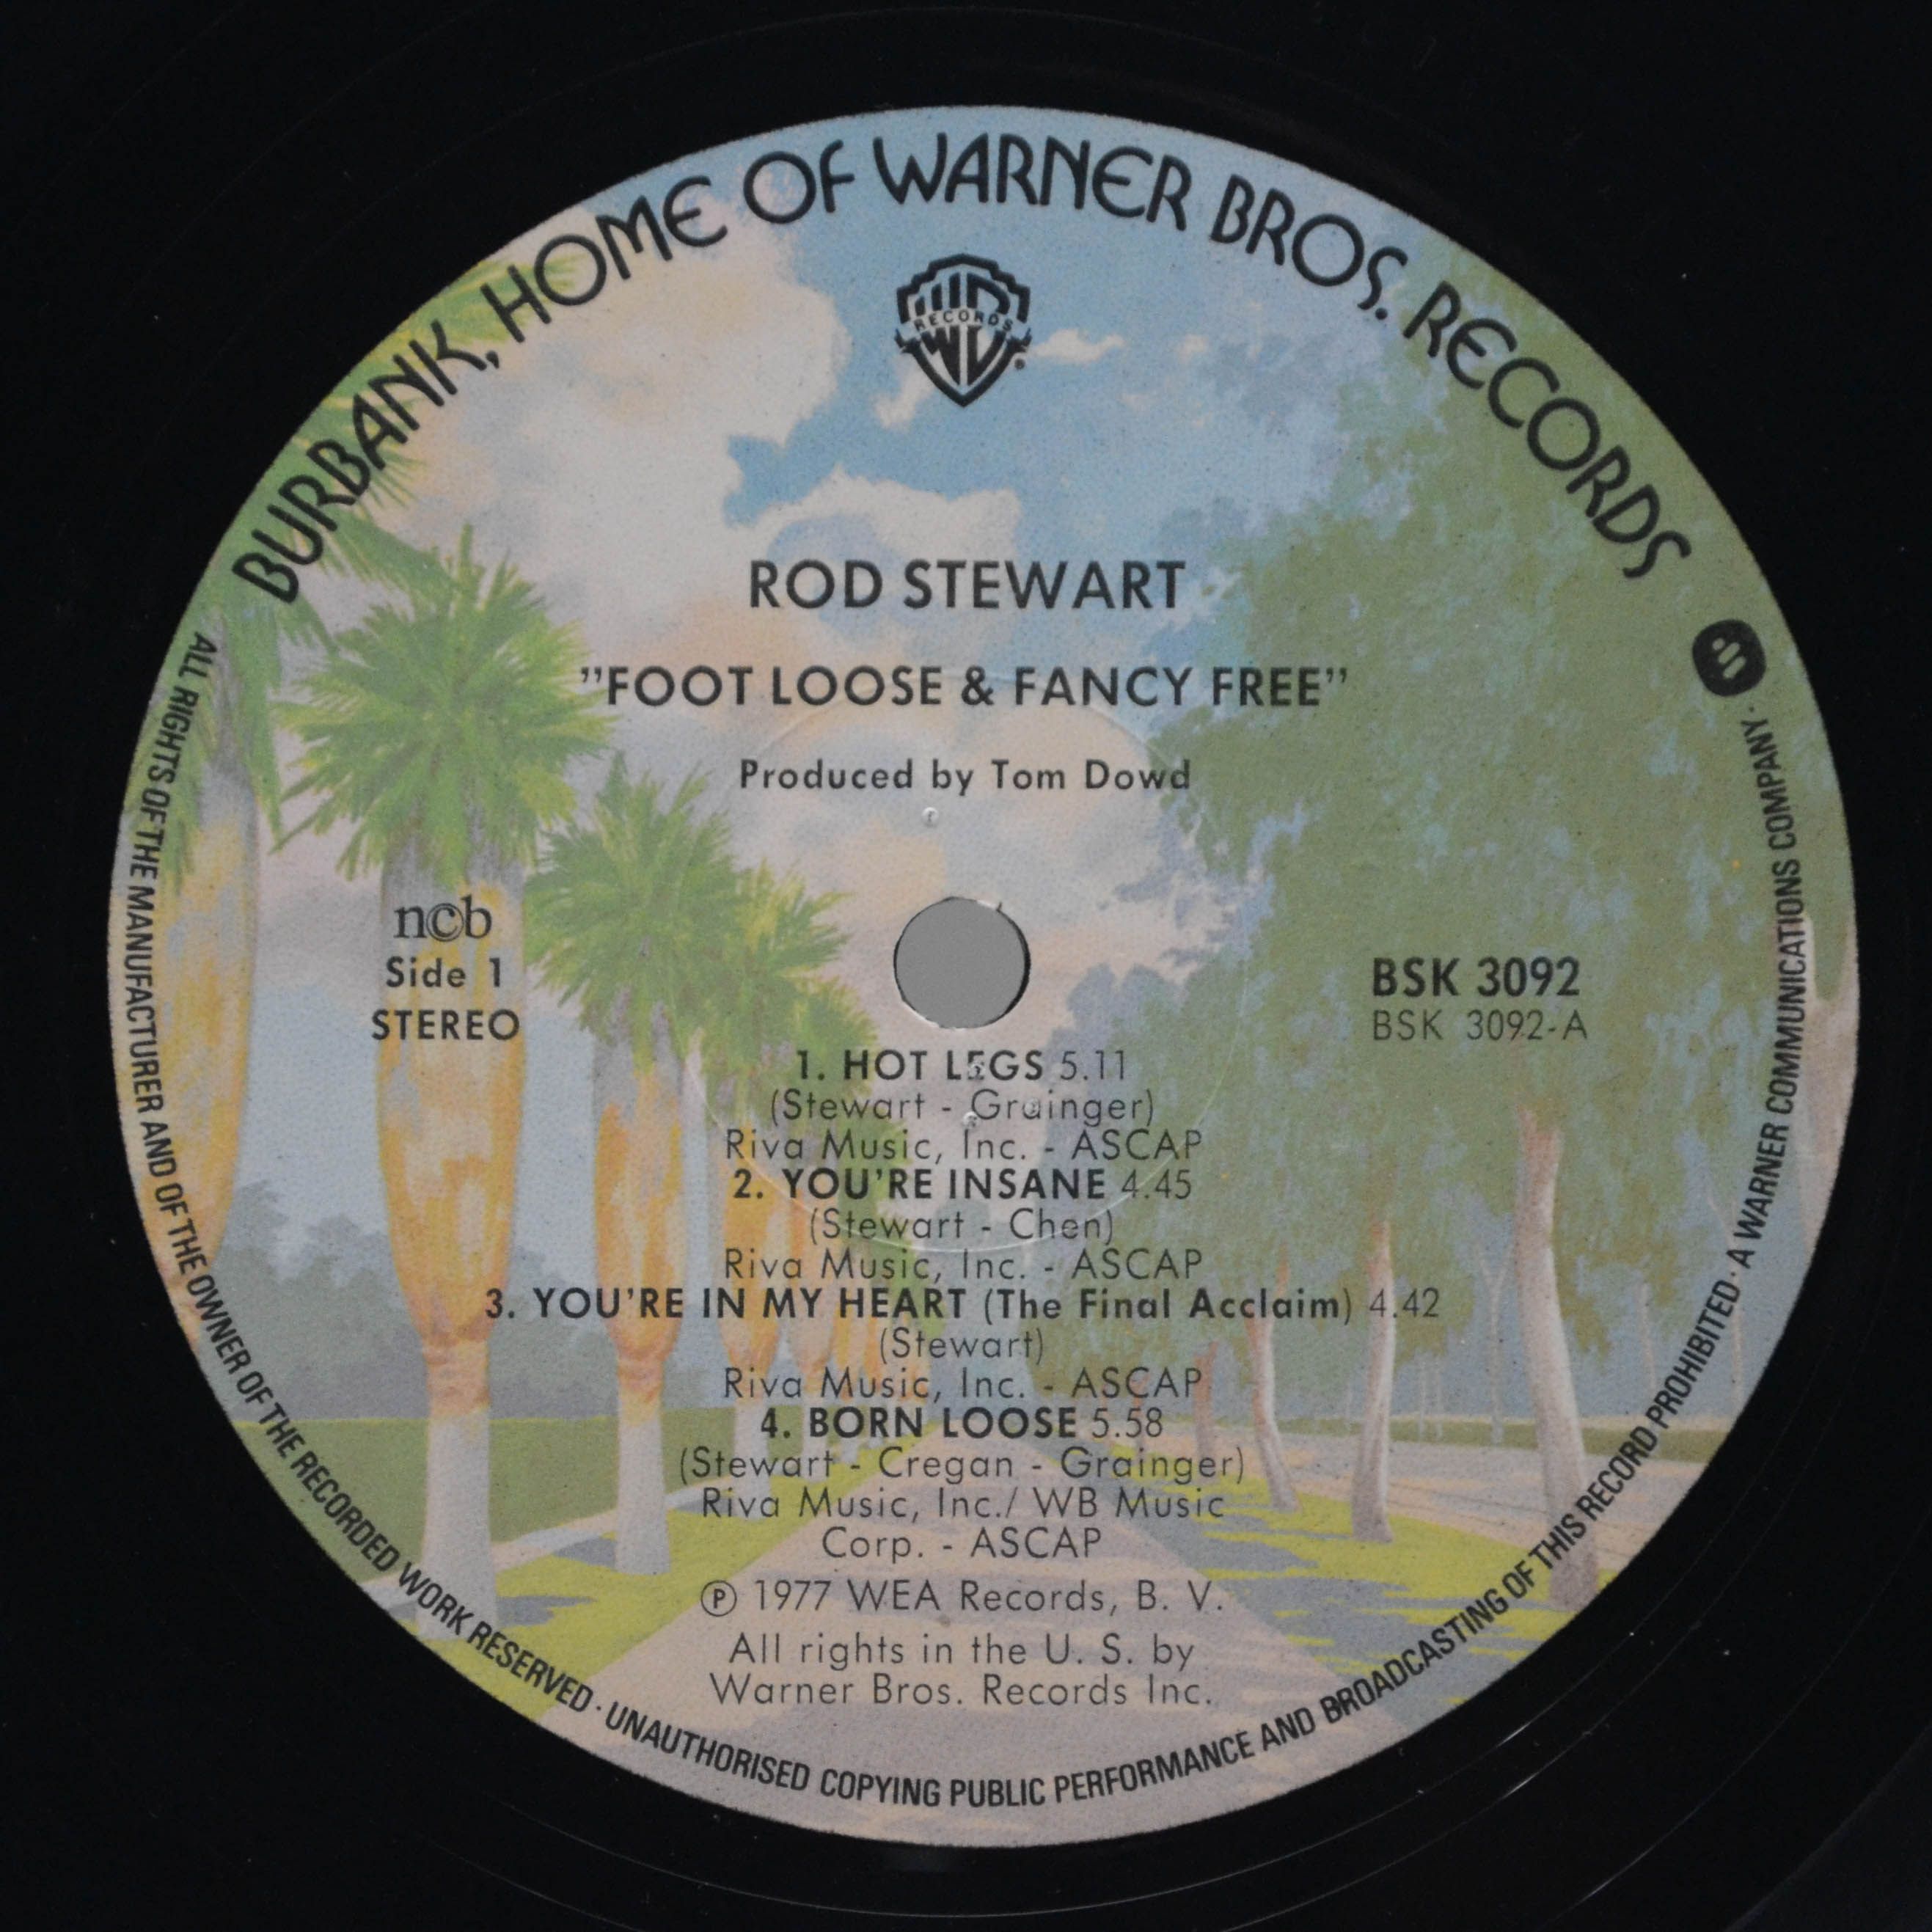 BURBANK, HOME OF WARNER BROS. RECORDS
RECORDS
ROD STEWART
"FOOT LOOSE & FANCY FREE"
Produced by Tom Dowd
ncb
Side 1
STEREO
BSK 3092
BSK 3092-A
1. HOT LEGS 5.11
(Stewart - Grainger)
Riva Music, Inc. - ASCAP
2. YOU'RE INSANE 4.45
(Stewart - Chen)
Riva Music, Inc. - ASCAP
3. YOU'RE IN MY HEART (The Final Acclaim) 4.42
(Stewart)
Riva Music, Inc. - ASCAP
4. BORN LOOSE 5.58
(Stewart - Cregan - Grainger)
Riva Music, Inc./ WB Music
Corp. - ASCAP
Ⓟ 1977 WEA Records, B. V.
All rights in the U. S. by
Warner Bros. Records Inc.
ALL RIGHTS OF THE MANUFACTURER AND OF THE OWNER OF THE RECORDED WORK RESERVED · UNAUTHORISED COPYING PUBLIC PERFORMANCE AND BROADCASTING OF THIS RECORD PROHIBITED · A WARNER COMMUNICATIONS COMPANY ·